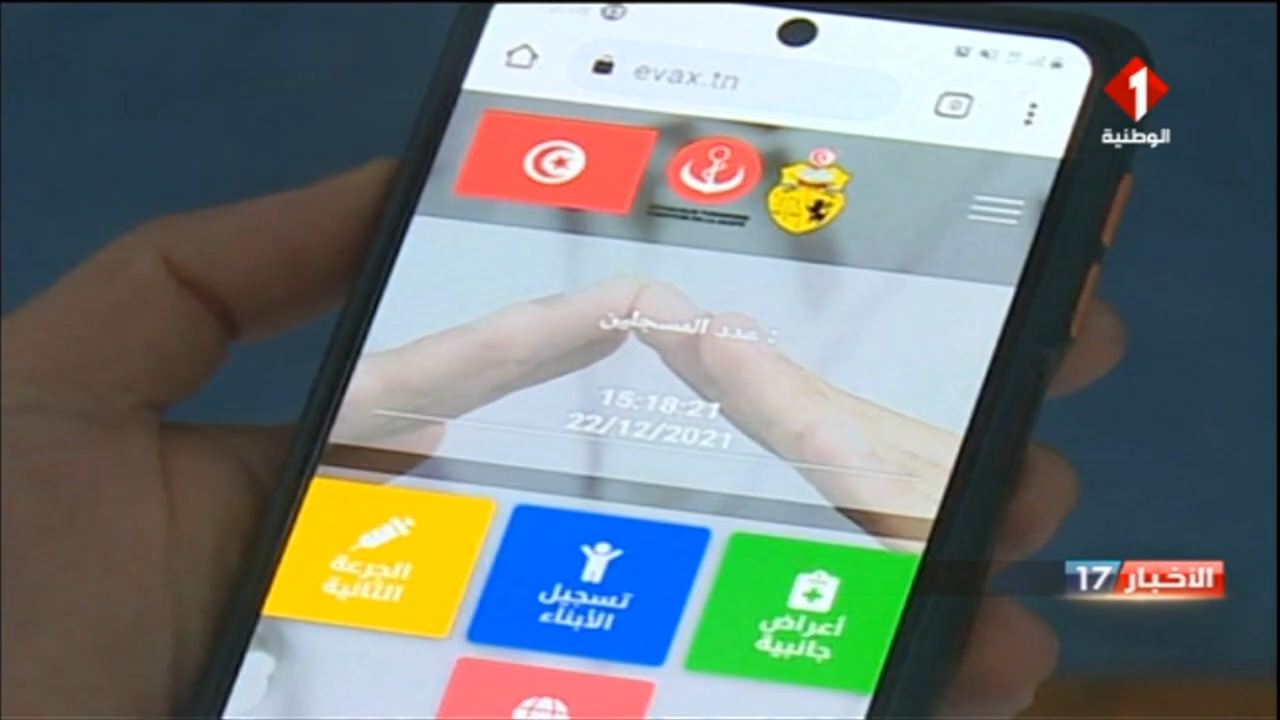 evax.tn
1
الوطنية
عدد المسجلين :
15:18:21
22/12/2021
الجرعة
الثانية
تسجيل
الأبناء
أعراض
جانبية
الأخبار 17